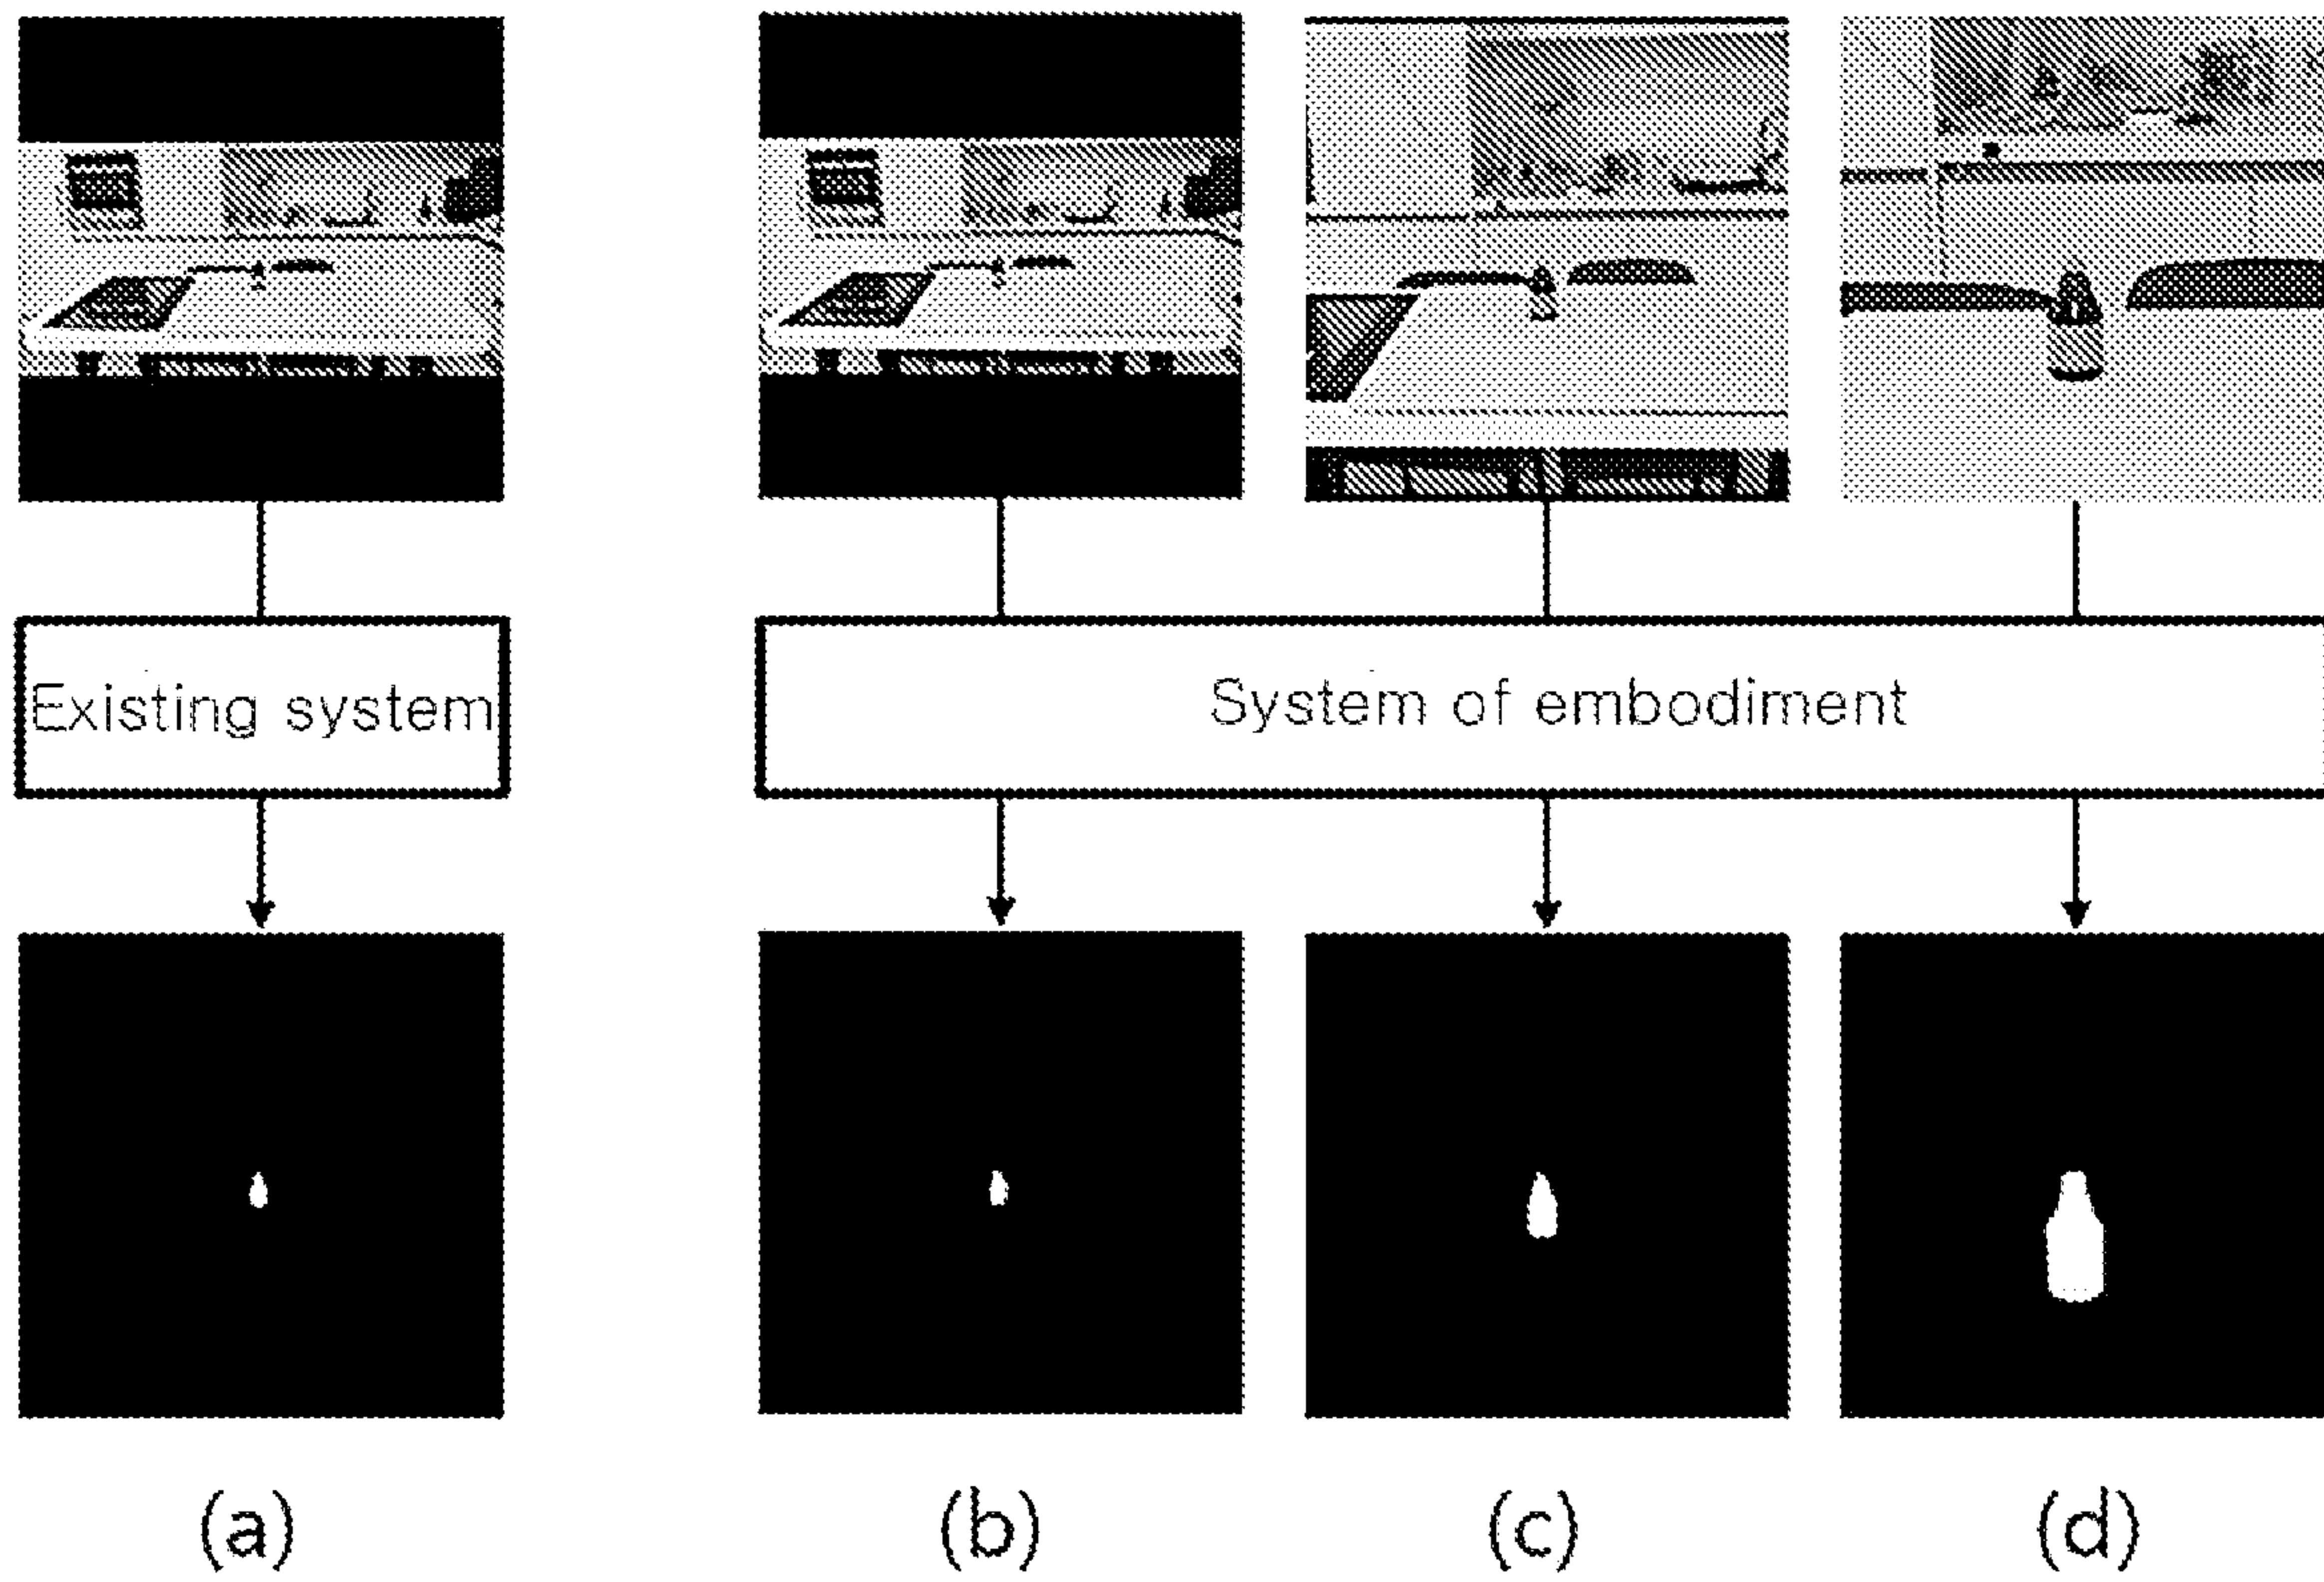 Existing system
System of embodiment
(a)
(b)
(c)
(d)